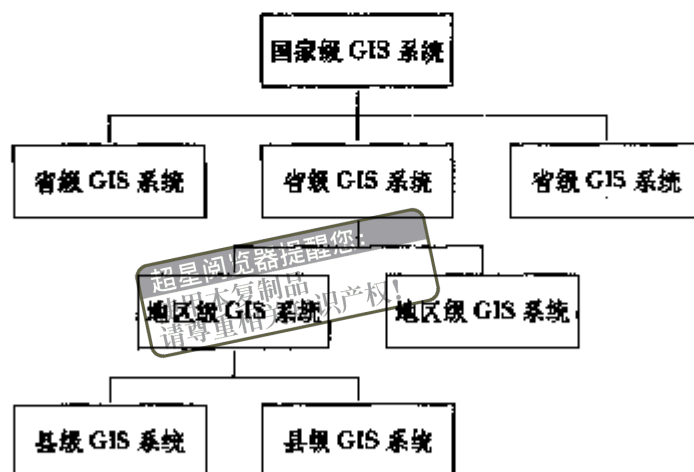 国家级 GIS 系统
省级 GIS 系统
省级 GIS 系统
省级 GIS 系统
超星阅览器提醒您：
使用本复制品
请尊重相关知识产权！
地区级 GIS 系统
地区级 GIS 系统
县级 GIS 系统
县级 GIS 系统